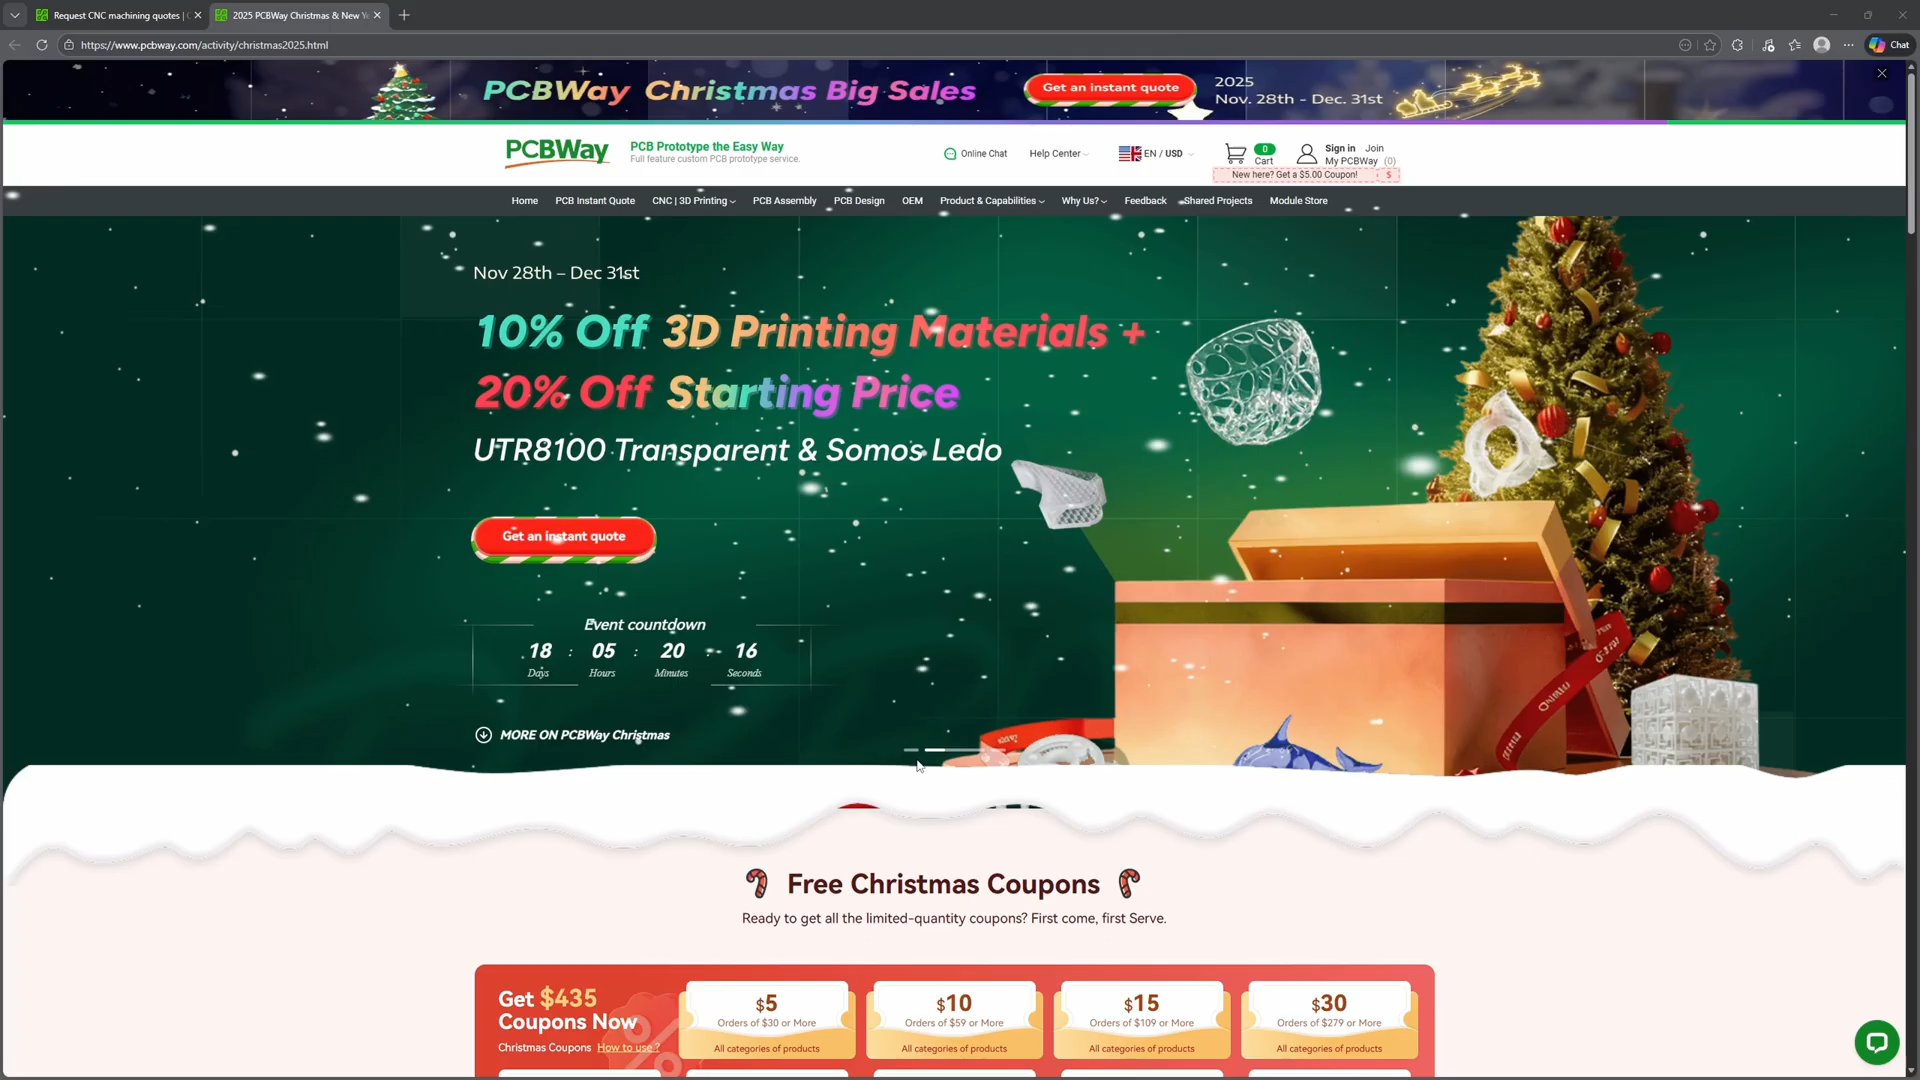 Request CNC machining quotes |
2025 PCBWay Christmas & New Y
https://www.pcbway.com/activity/christmas2025.html
Chat
PCBWay Christmas Big Sales
Get an instant quote
2025
Nov. 28th - Dec. 31st
PCBWay
PCB Prototype the Easy Way
Full feature custom PCB prototype service.
Online Chat
Help Center
EN / USD
0
Cart
Sign in Join
My PCBWay (0)
New here? Get a $5.00 Coupon! $
Home PCB Instant Quote CNC | 3D Printing PCB Assembly PCB Design OEM Product & Capabilities Why Us? Feedback Shared Projects Module Store
Nov 28th – Dec 31st
10% Off 3D Printing Materials +
20% Off Starting Price
UTR8100 Transparent & Somos Ledo
Get an instant quote
Event countdown
18 : 05 : 20 : 16
Days Hours Minutes Seconds
MORE ON PCBWay Christmas
Free Christmas Coupons
Ready to get all the limited-quantity coupons? First come, first Serve.
Get $435
Coupons Now
Christmas Coupons How to use ?
$5
Orders of $30 or More
All categories of products
$10
Orders of $59 or More
All categories of products
$15
Orders of $109 or More
All categories of products
$30
Orders of $279 or More
All categories of products